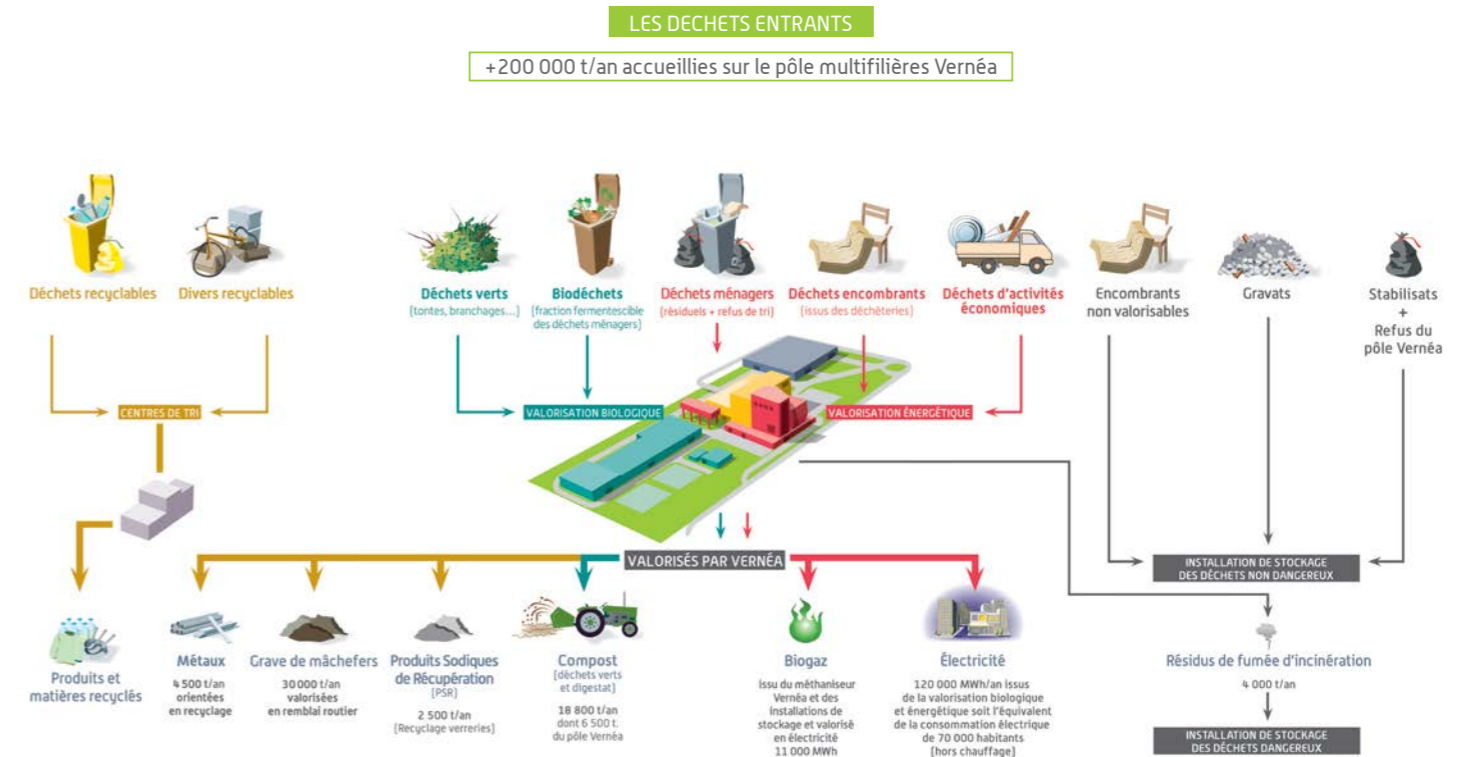 LES DECHETS ENTRANTS
+200 000 t/an accueillies sur le pôle multifilières Vernéa
Déchets recyclables
Divers recyclables
Déchets verts
(tontes, branchages...)
Biodéchets
(fraction fermentescible
des déchets ménagers)
Déchets ménagers
(résiduels + refus de tri)
Déchets encombrants
(issus des déchèteries)
Déchets d'activités
économiques
Encombrants
non valorisables
Gravats
Stabilisats
+
Refus du
pôle Vernéa
CENTRES DE TRI
VALORISATION BIOLOGIQUE
VALORISATION ÉNERGÉTIQUE
VALORISÉS PAR VERNÉA
INSTALLATION DE STOCKAGE
DES DÉCHETS NON DANGEREUX
Produits et
matières recyclés
Métaux
4 500 t/an
orientées
en recyclage
Grave de mâchefers
30 000 t/an
valorisées
en remblai routier
Produits Sodiques
de Récupération
(PSR)
2 500 t/an
(Recyclage verreries)
Compost
(déchets verts
et digestat)
18 800 t/an
dont 6 500 t.
du pôle Vernéa
Biogaz
issu du méthaniseur
Vernéa et des
installations de
stockage et valorisé
en électricité
11 000 MWh
Électricité
120 000 MWh/an issus
de la valorisation biologique
et énergétique soit l'équivalent
de la consommation électrique
de 70 000 habitants
(hors chauffage)
Résidus de fumée d'incinération
4 000 t/an
INSTALLATION DE STOCKAGE
DES DÉCHETS DANGEREUX